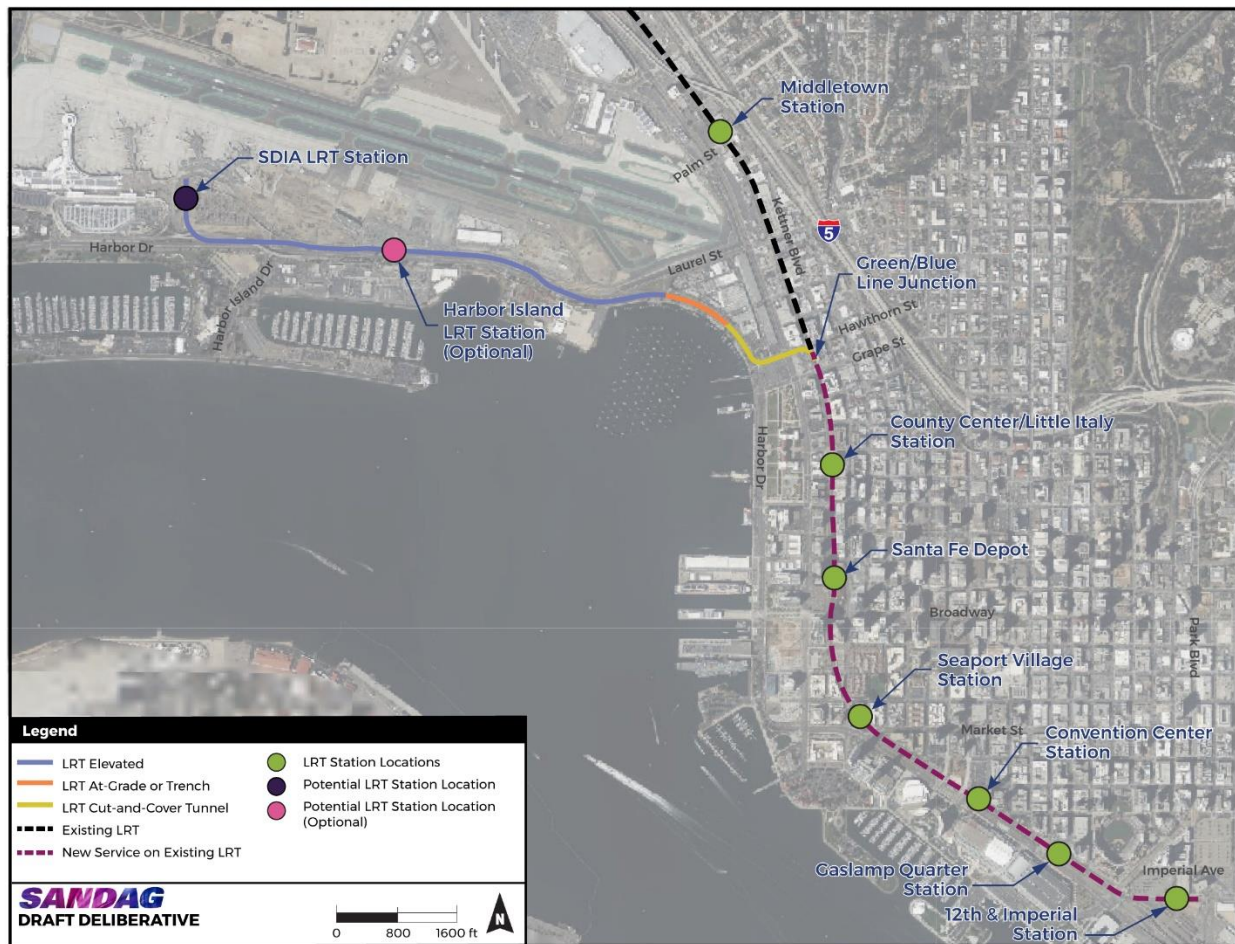 Middletown
Station
Palm St
SDIA LRT Station
Kettner Blvd
5
Harbor Dr
Laurel St
Green/Blue
Line Junction
Harbor Island Dr
Harbor Island
LRT Station
(Optional)
Hawthorn St
Grape St
County Center/Little Italy
Station
Harbor Dr
Santa Fe Depot
Broadway
Park Blvd
Seaport Village
Station
Market St
Convention Center
Station
Gaslamp Quarter
Station
Imperial Ave
12th & Imperial
Station
Legend
LRT Elevated
LRT At-Grade or Trench
LRT Cut-and-Cover Tunnel
Existing LRT
New Service on Existing LRT
LRT Station Locations
Potential LRT Station Location
Potential LRT Station Location
(Optional)
SANDAG
DRAFT DELIBERATIVE
0 800 1600 ft
N